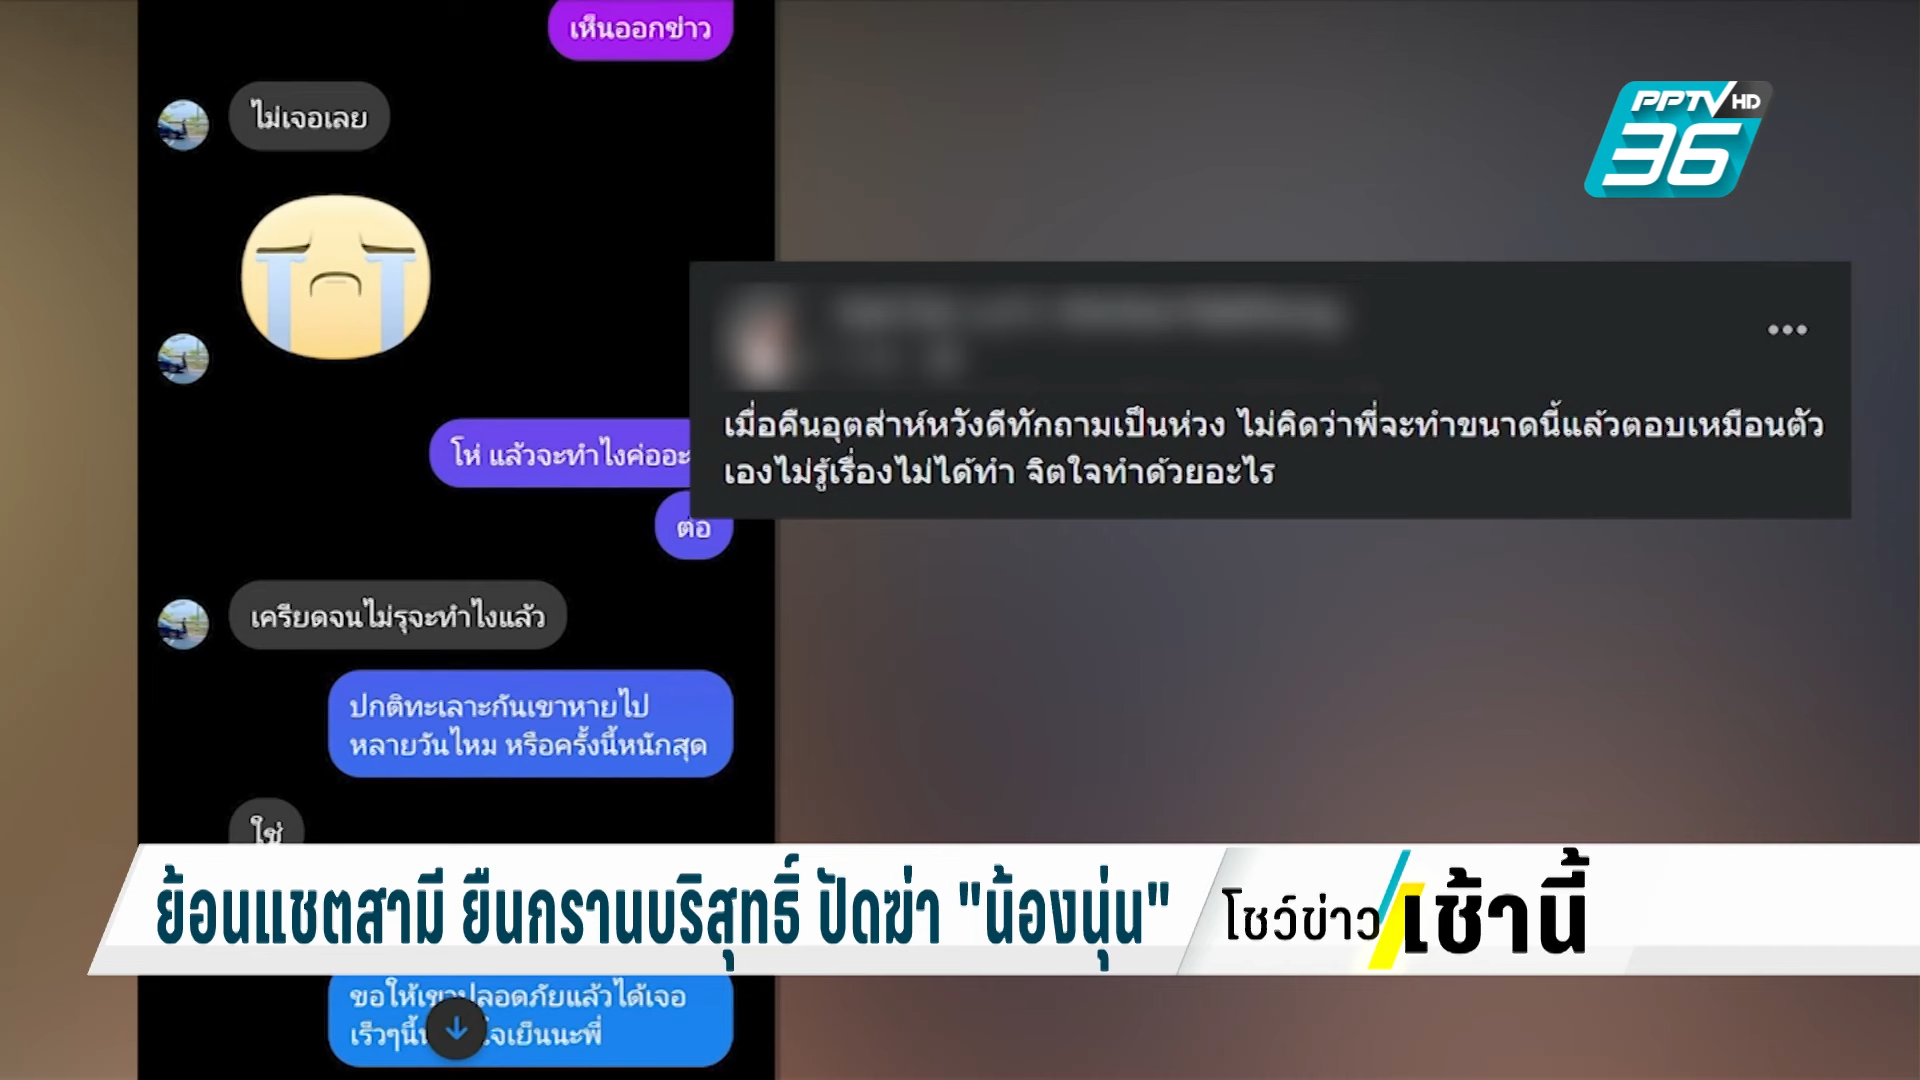 เห็นออกข่าว
ไม่เจอเลย
โห่ แล้วจะทำไงค่ออะ
ต่อ
เครียดจนไม่รุจะทำไงแล้ว
ปกติทะเลาะกันเขาหายไป
หลายวันไหม หรือครั้งนี้หนักสุด
ใช่
ขอให้เขาปลอดภัยแล้วได้เจอ
เร็วๆนี้ ใจเย็นนะพี่
PPTV HD
36
เมื่อคืนอุตส่าห์หวังดีทักถามเป็นห่วง ไม่คิดว่าพี่จะทำขนาดนี้แล้วตอบเหมือนตัว
เองไม่รู้เรื่องไม่ได้ทำ จิตใจทำด้วยอะไร
ย้อนแชตสามี ยืนกรานบริสุทธิ์ ปัดฆ่า "น้องนุ่น"
โชว์ข่าว เช้านี้